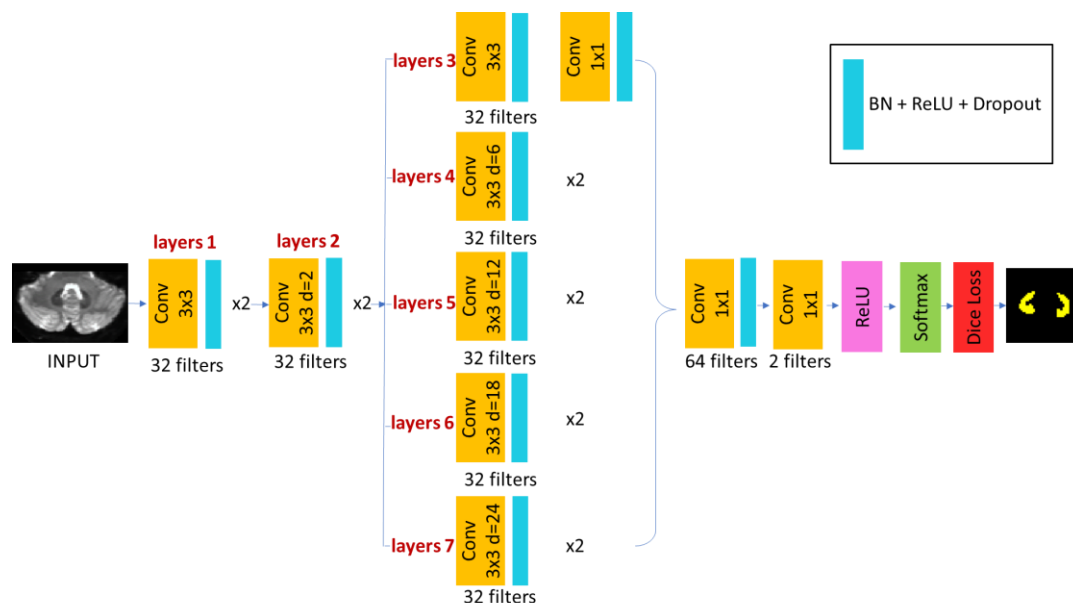 layers 3
Conv
3x3
32 filters
Conv
1x1
BN + ReLU + Dropout
layers 4
Conv
3x3 d=6
x2
32 filters
INPUT
layers 1
Conv
3x3
x2
32 filters
layers 2
Conv
3x3 d=2
x2
32 filters
layers 5
Conv
3x3 d=12
x2
32 filters
layers 6
Conv
3x3 d=18
x2
32 filters
layers 7
Conv
3x3 d=24
x2
32 filters
Conv
1x1
64 filters
Conv
1x1
2 filters
ReLU
Softmax
Dice Loss